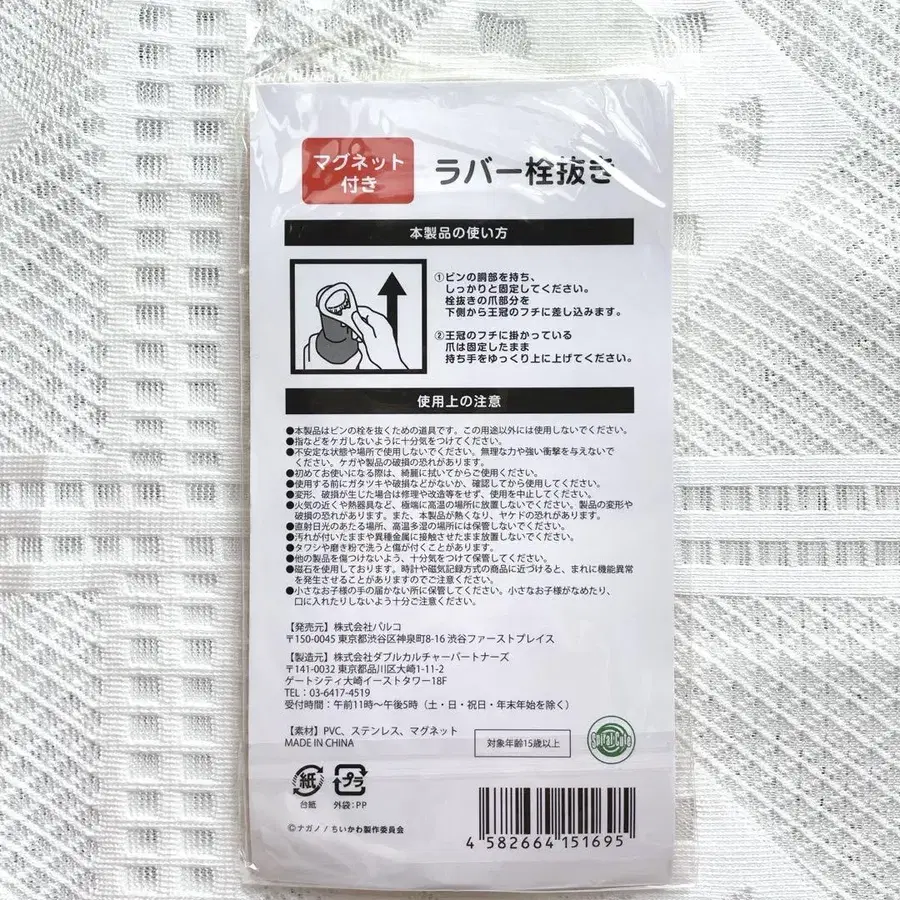 マグネット
付き
ラバー栓抜き
本製品の使い方
①ビンの胴部を持ち、
しっかりと固定してください。
栓抜きの爪部分を
下側から王冠のフチに差し込みます。
②王冠のフチに掛かっている
爪は固定したまま
持ち手をゆっくり上に上げてください。
使用上の注意
●本製品はビンの栓を抜くための道具です。この用途以外には使用しないでください。
●指などをケガしないように十分気をつけてください。
●不安定な状態や場所で使用しないでください。無理な力や強い衝撃を与えないで
ください。ケガや製品の破損の恐れがあります。
●初めてお使いになる際は、綺麗に拭いてからご使用ください。
●使用する前にガタツキや破損などがないか、確認してから使用してください。
●変形、破損が生じた場合は修理や改造等をせず、使用を中止してください。
●火気の近くや熱器具など、極端に高温の場所に放置しないでください。製品の変形や
破損の恐れがあります。また、本製品が熱くなり、ヤケドの恐れがあります。
●直射日光のあたる場所、高温多湿の場所には保管しないでください。
●汚れが付いたままや異種金属に接触させたまま放置しないでください。
●タワシや磨き粉で洗うと傷が付くことがあります。
●他の製品を傷つけないよう、十分気をつけて保管してください。
●磁石を使用しております。時計や磁気記録方式の商品に近づけると、まれに機能異常
を発生させることがありますのでご注意ください。
●小さなお子様の手の届かない所に保管してください。小さなお子様がなめたり、
口に入れたりしないよう十分ご注意ください。
【発売元】株式会社パルコ
〒150-0045 東京都渋谷区神泉町8-16 渋谷ファーストプレイス
【製造元】株式会社ダブルカルチャーパートナーズ
〒141-0032 東京都品川区大崎1-11-2
ゲートシティ大崎イーストタワー18F
TEL：03-6417-4519
受付時間：午前11時～午後5時（土・日・祝日・年末年始を除く）
【素材】PVC、ステンレス、マグネット
MADE IN CHINA
対象年齢15歳以上
Spiral Cute
紙
プラ
台紙
外袋：PP
©ナガノ / ちいかわ製作委員会
4 582664 151695